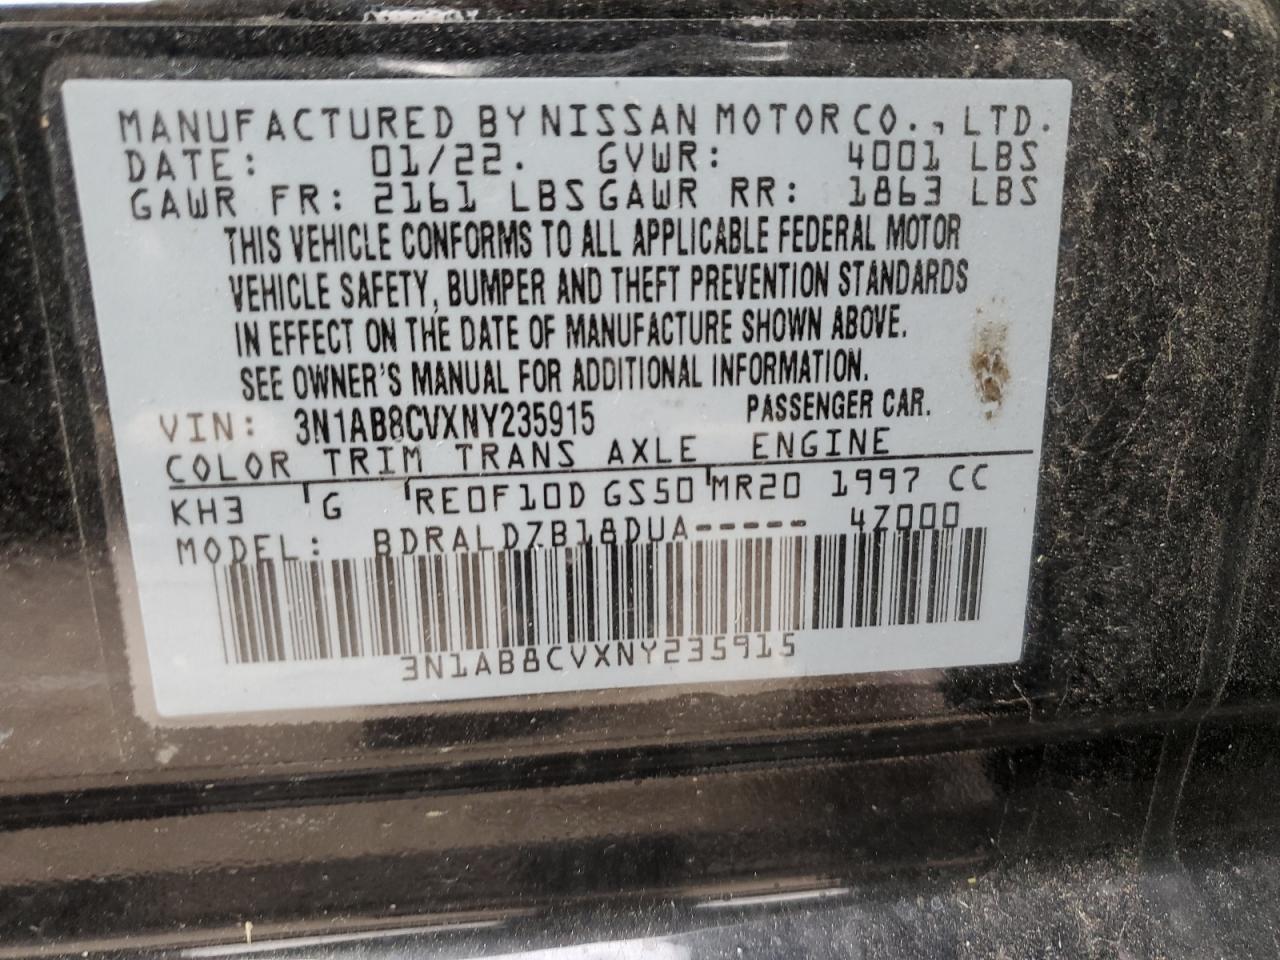 MANUFACTURED BY NISSAN MOTOR CO., LTD.
DATE: 01/22. GVWR: 4001 LBS
GAWR FR: 2161 LBS GAWR RR: 1863 LBS
THIS VEHICLE CONFORMS TO ALL APPLICABLE FEDERAL MOTOR
VEHICLE SAFETY, BUMPER AND THEFT PREVENTION STANDARDS
IN EFFECT ON THE DATE OF MANUFACTURE SHOWN ABOVE.
SEE OWNER'S MANUAL FOR ADDITIONAL INFORMATION.
VIN: 3N1AB8CVXNY235915 PASSENGER CAR.
COLOR TRIM TRANS AXLE ENGINE
KH3 G RE0F10D GS50 MR20 1997 CC
MODEL: BDRALDZB18DUA----- 4Z000
3N1AB8CVXNY235915